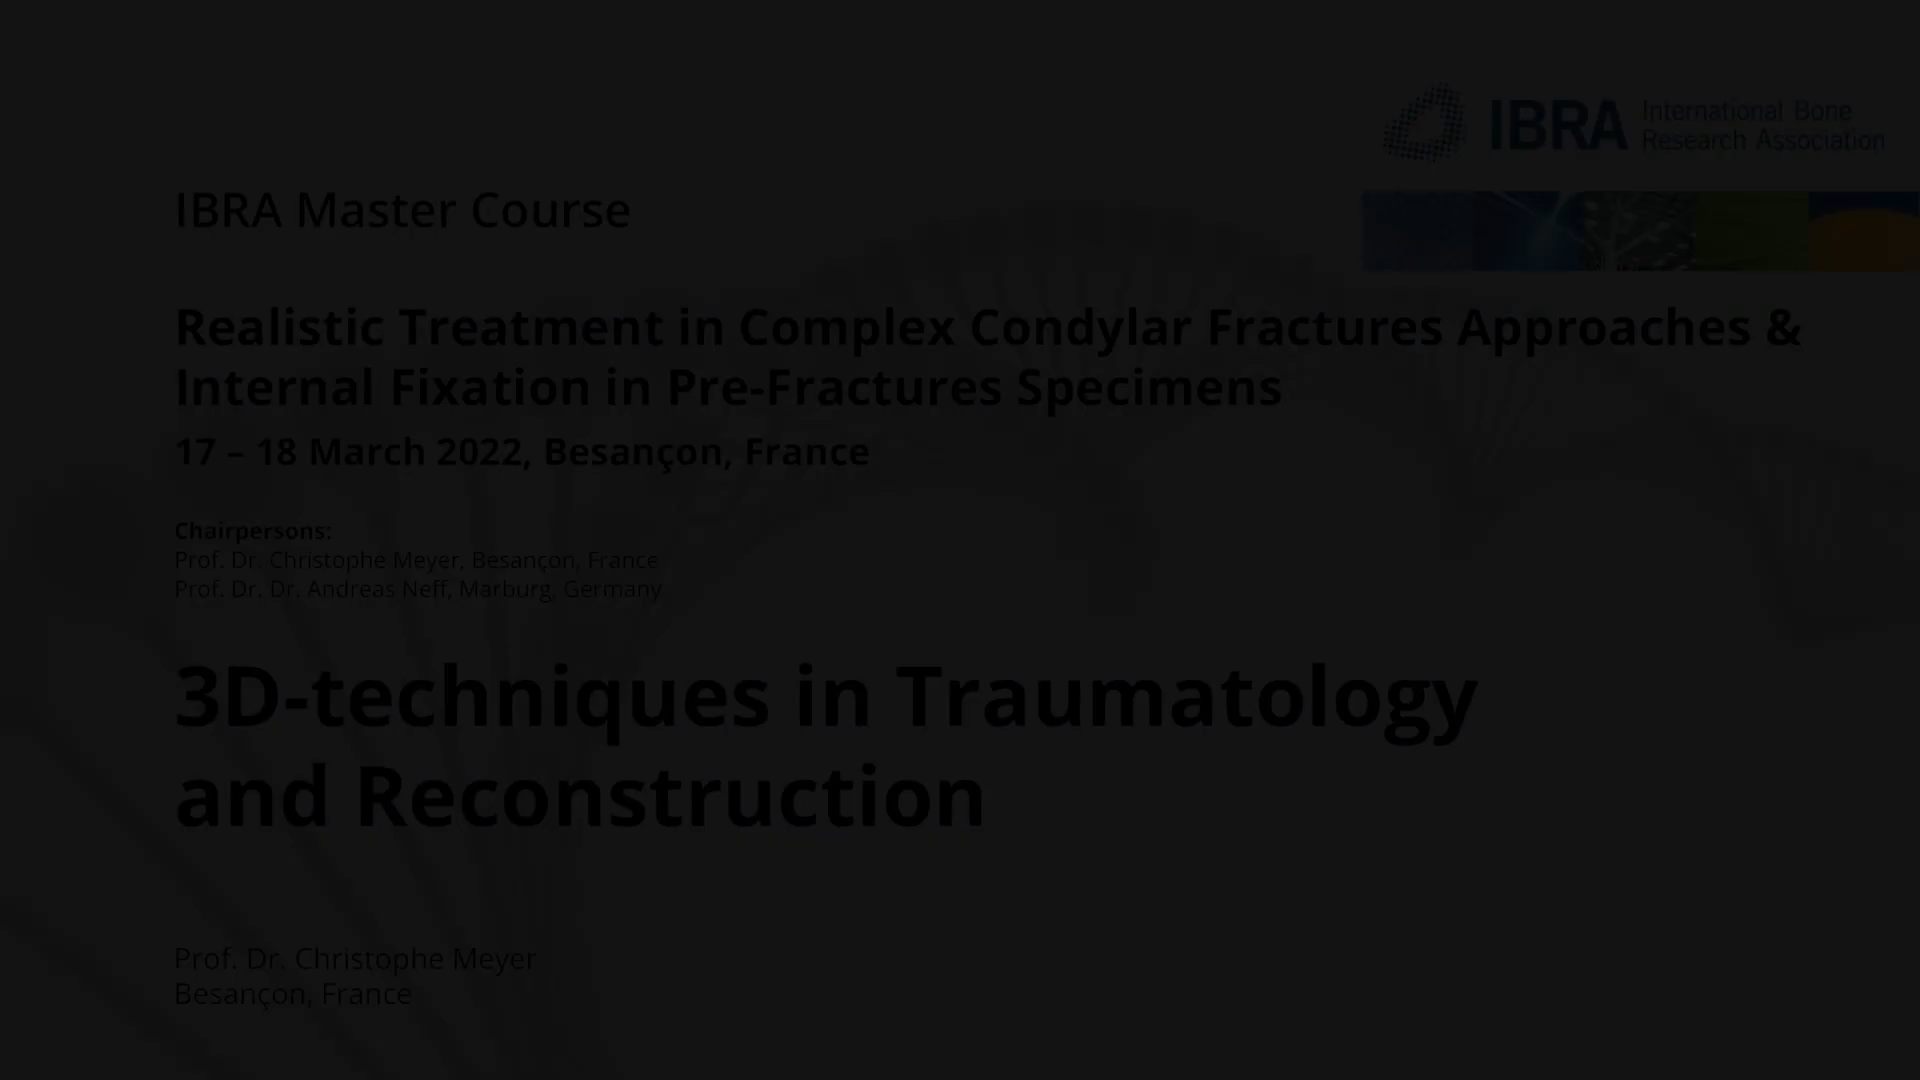 IBRA International Bone
Research Association
IBRA Master Course
Realistic Treatment in Complex Condylar Fractures Approaches &
Internal Fixation in Pre-Fractures Specimens
17 – 18 March 2022, Besançon, France
Chairpersons:
Prof. Dr. Christophe Meyer, Besançon, France
Prof. Dr. Dr. Andreas Neff, Marburg, Germany
3D-techniques in Traumatology
and Reconstruction
Prof. Dr. Christophe Meyer
Besançon, France